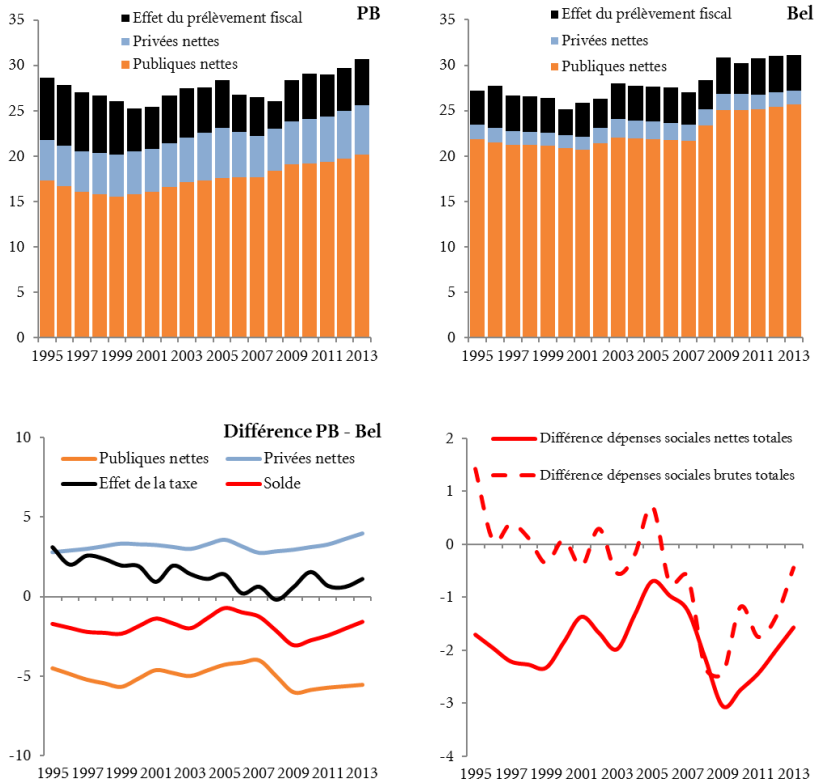 PB
Effet du prélèvement fiscal
Privées nettes
Publiques nettes
35
30
25
20
15
10
5
0
1995 1997 1999 2001 2003 2005 2007 2009 2011 2013
Bel
Effet du prélèvement fiscal
Privées nettes
Publiques nettes
35
30
25
20
15
10
5
0
1995 1997 1999 2001 2003 2005 2007 2009 2011 2013
Différence PB - Bel
Publiques nettes
Privées nettes
Effet de la taxe
Solde
10
5
0
-5
-10
1995 1997 1999 2001 2003 2005 2007 2009 2011 2013
Différence dépenses sociales nettes totales
Différence dépenses sociales brutes totales
2
1
0
-1
-2
-3
-4
1995 1997 1999 2001 2003 2005 2007 2009 2011 2013